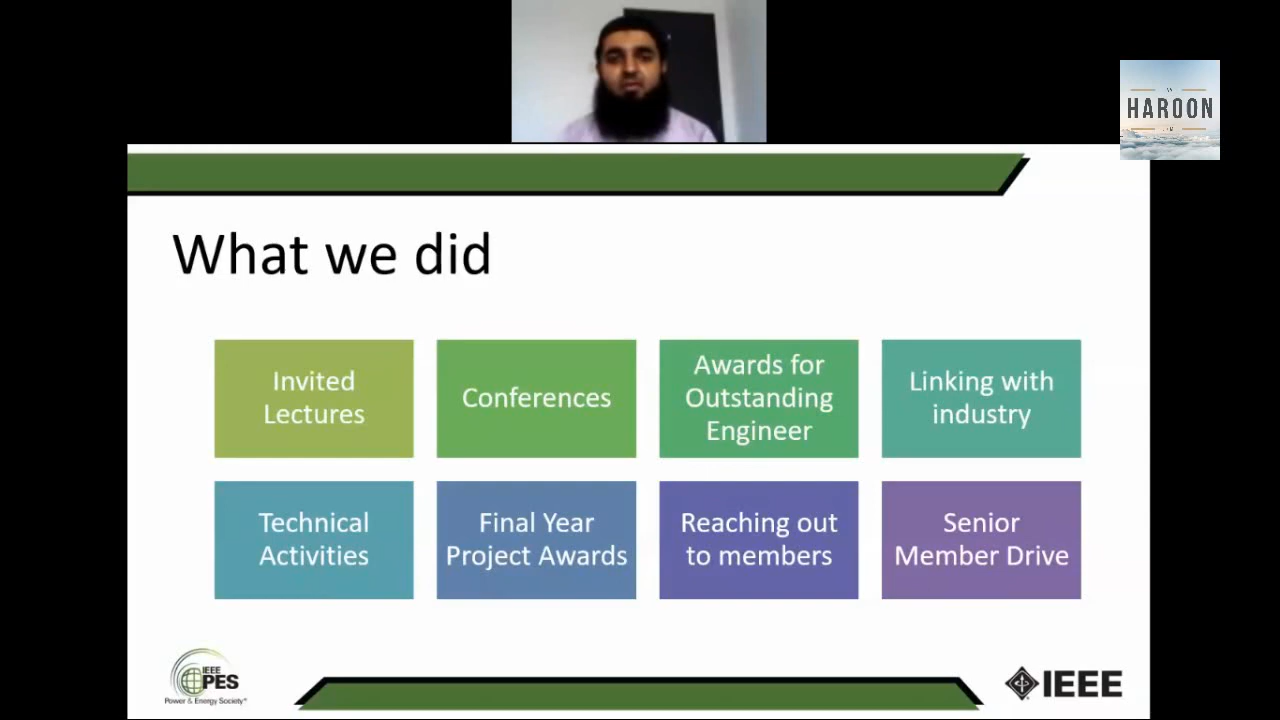 HAROON
What we did
Invited
Lectures
Conferences
Awards for
Outstanding
Engineer
Linking with
industry
Technical
Activities
Final Year
Project Awards
Reaching out
to members
Senior
Member Drive
IEEE
PES
Power & Energy Society
IEEE